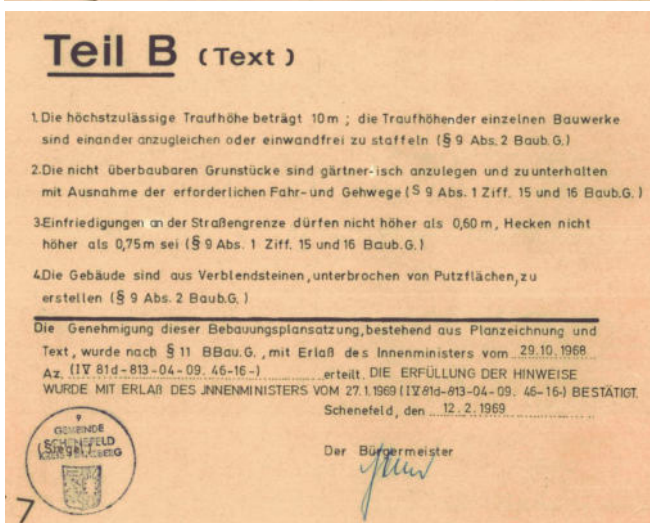 Teil B (Text)
1. Die höchstzulässige Traufhöhe beträgt 10m ; die Traufhöhender einzelnen Bauwerke
sind einander anzugleichen oder einwandfrei zu staffeln (§ 9 Abs. 2 Baub.G.)
2. Die nicht überbaubaren Grunstücke sind gärtner-isch anzulegen und zu unterhalten
mit Ausnahme der erforderlichen Fahr- und Gehwege (S 9 Abs. 1 Ziff. 15 und 16 Baub.G.)
3. Einfriedigungen an der Straßengrenze dürfen nicht höher als 0,60 m, Hecken nicht
höher als 0,75m sei (§ 9 Abs. 1 Ziff. 15 und 16 Baub.G.)
4. Die Gebäude sind aus Verblendsteinen, unterbrochen von Putzflächen, zu
erstellen (§ 9 Abs. 2 Baub.G.)
Die Genehmigung dieser Bebauungsplansatzung, bestehend aus Planzeichnung und
Text, wurde nach § 11 BBau.G., mit Erlaß des Innenministers vom 29.10.1968
Az. (IV 81d-813-04-09. 46-16-) erteilt. DIE ERFÜLLUNG DER HINWEISE
WURDE MIT ERLAß DES JNNENMINISTERS VOM 27.1.1969 (IV 81d-813-04-09. 46-16-) BESTÄTIGT.
Schenefeld, den 12.2.1969
9
GEMEINDE
SCHENEFELD
(Siegel)
KREIS PINNEBERG
Der Bürgermeister
7